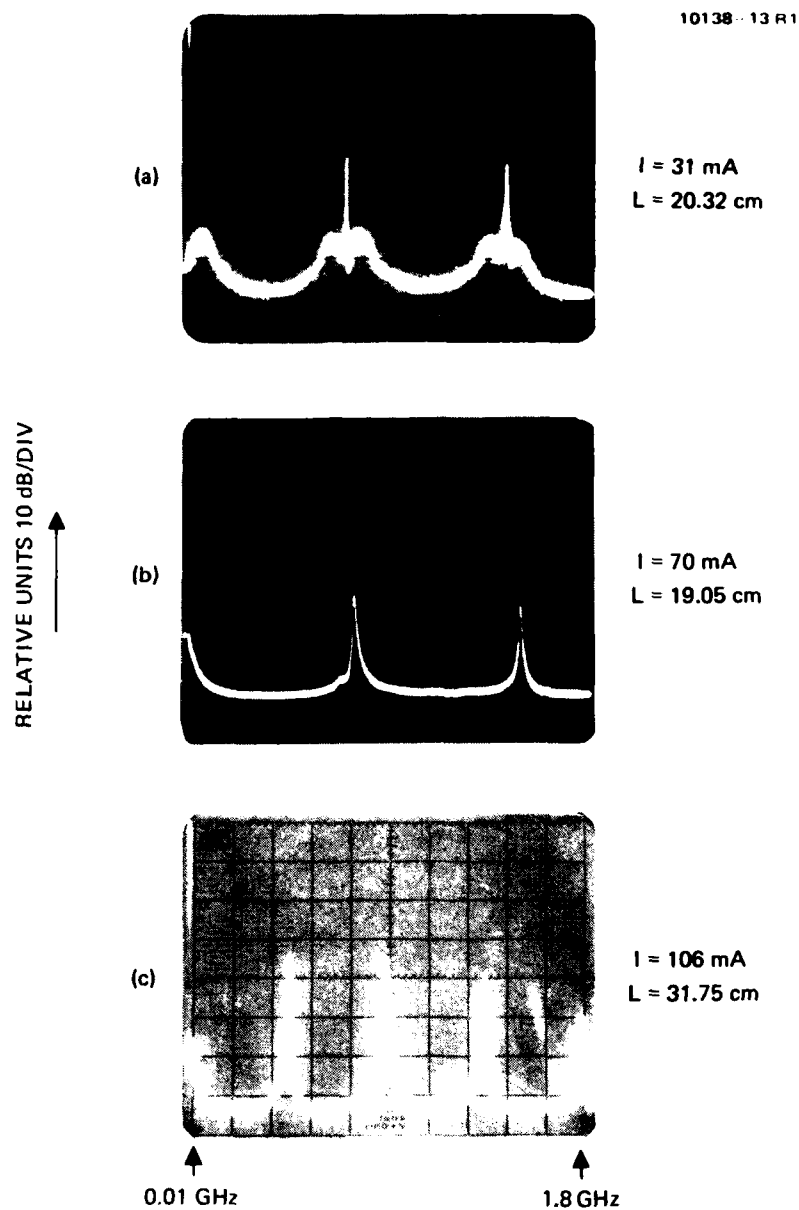 10138-13 R1
(a)
I = 31 mA
L = 20.32 cm
RELATIVE UNITS 10 dB/DIV
(b)
I = 70 mA
L = 19.05 cm
(c)
I = 106 mA
L = 31.75 cm
0.01 GHz
1.8 GHz